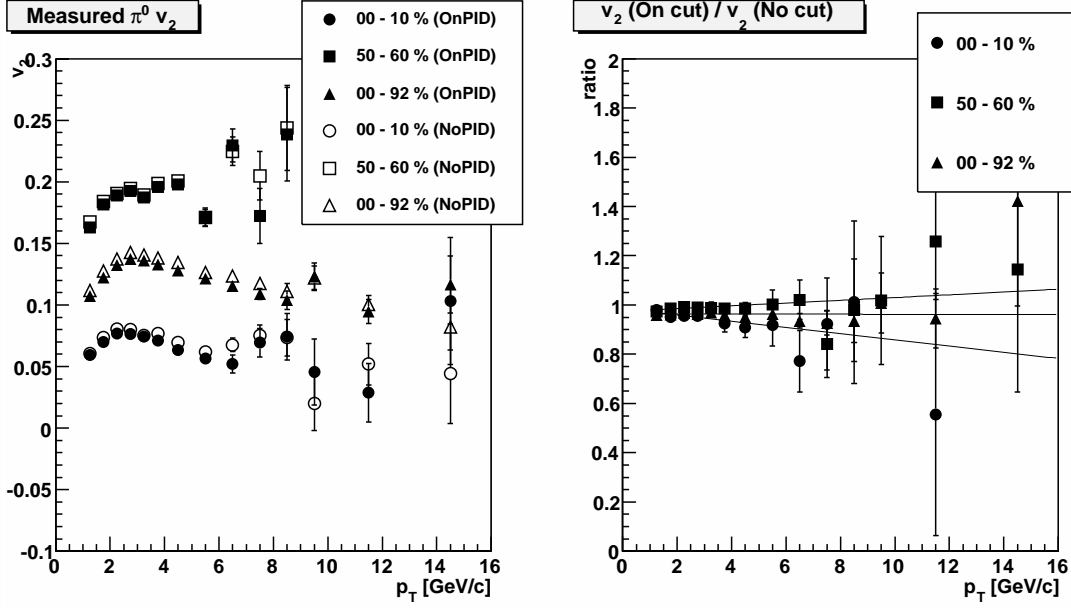 Measured π⁰ v₂
v₂
0.3
0.25
0.2
0.15
0.1
0.05
0
-0.05
-0.1
0 2 4 6 8 10 12 14 16
p_T [GeV/c]
00 - 10 % (OnPID)
50 - 60 % (OnPID)
00 - 92 % (OnPID)
00 - 10 % (NoPID)
50 - 60 % (NoPID)
00 - 92 % (NoPID)
v₂ (On cut) / v₂ (No cut)
ratio
2
1.8
1.6
1.4
1.2
1
0.8
0.6
0.4
0.2
0
0 2 4 6 8 10 12 14 16
p_T [GeV/c]
00 - 10 %
50 - 60 %
00 - 92 %